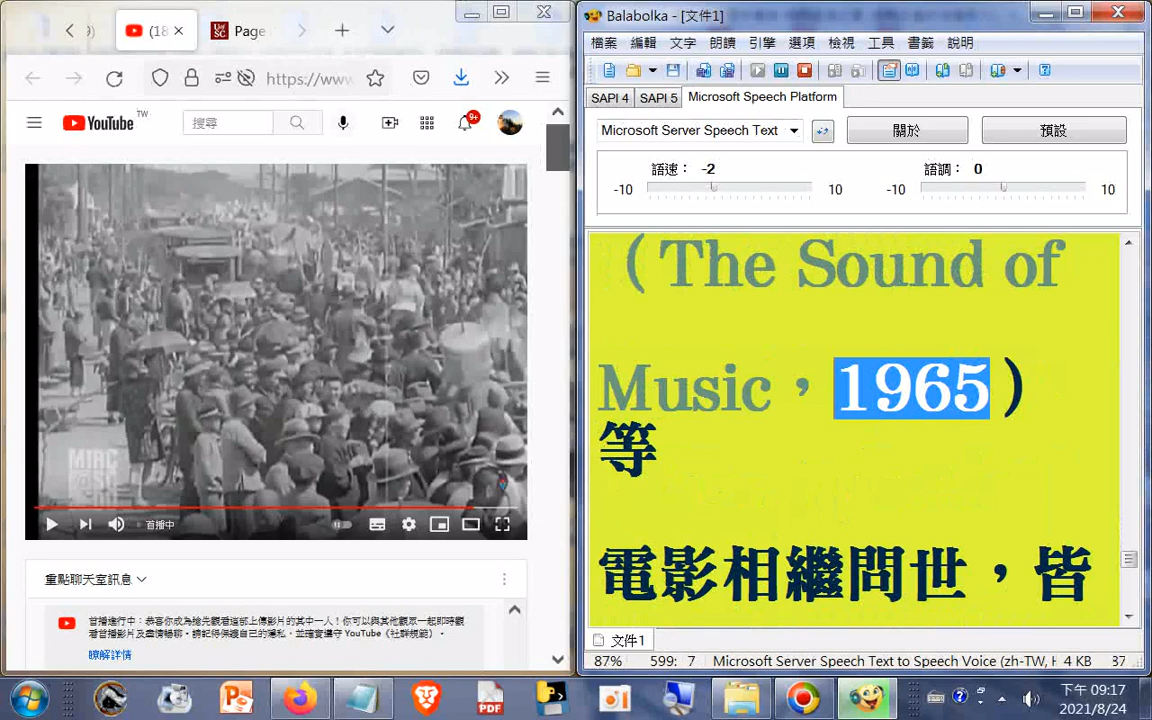 (18
Page
https://www.
YouTube
TW
搜尋
9+
MIRC
首播中
重點聊天室訊息
首播進行中：恭喜你成為搶先觀看這部上傳影片的其中一人！你可以與其他觀眾一起即時觀
看首播影片及盡情暢聊。請記得保護自己的隱私，並確實遵守 YouTube《社群規範》。
瞭解詳情
Balabolka - [文件1]
檔案 編輯 文字 朗讀 引擎 選項 檢視 工具 書籤 說明
SAPI 4 SAPI 5 Microsoft Speech Platform
Microsoft Server Speech Text
關於
預設
語速： -2
語調： 0
-10 10 -10 10
（The Sound of
Music，1965）
等
電影相繼問世，皆
文件1
87% 599: 7 Microsoft Server Speech Text to Speech Voice (zh-TW, H 4 KB 37
下午 09:17
2021/8/24